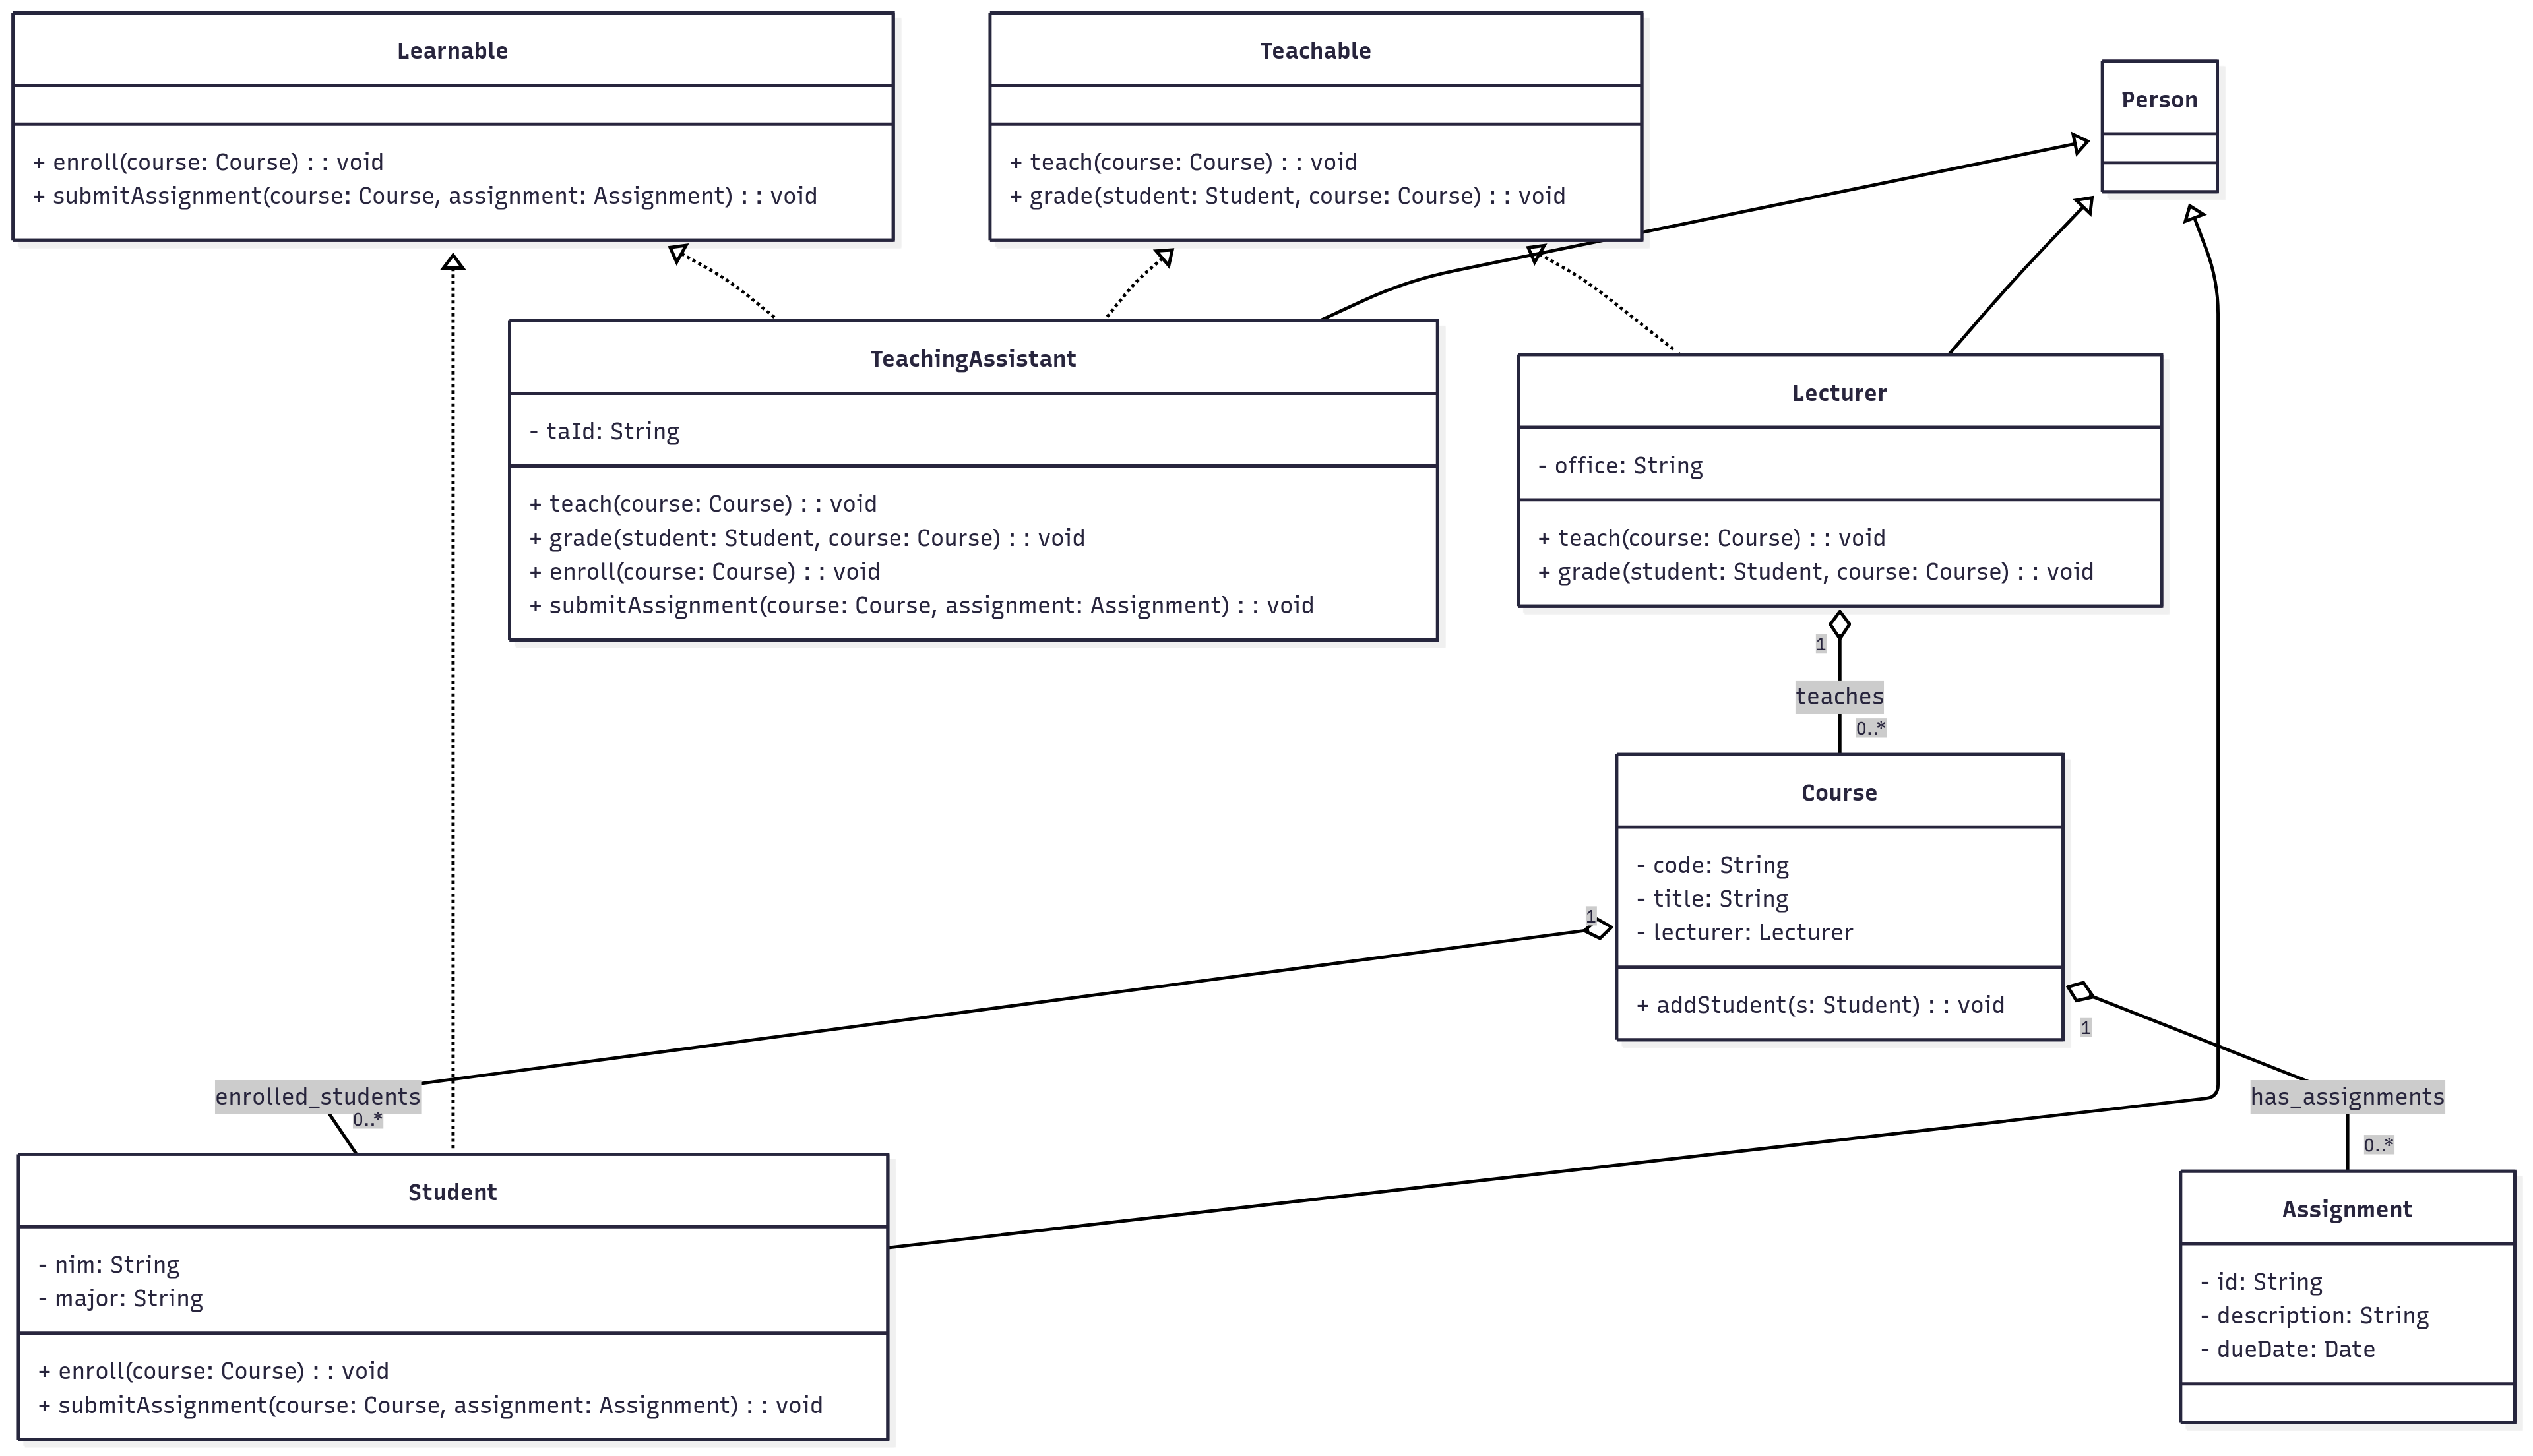 Learnable
+ enroll(course: Course) : : void
+ submitAssignment(course: Course, assignment: Assignment) : : void
Teachable
+ teach(course: Course) : : void
+ grade(student: Student, course: Course) : : void
Person
TeachingAssistant
- taId: String
+ teach(course: Course) : : void
+ grade(student: Student, course: Course) : : void
+ enroll(course: Course) : : void
+ submitAssignment(course: Course, assignment: Assignment) : : void
Lecturer
- office: String
+ teach(course: Course) : : void
+ grade(student: Student, course: Course) : : void
1
teaches
0..*
Course
- code: String
- title: String
- lecturer: Lecturer
+ addStudent(s: Student) : : void
1
1
enrolled_students
0..*
has_assignments
0..*
Student
- nim: String
- major: String
+ enroll(course: Course) : : void
+ submitAssignment(course: Course, assignment: Assignment) : : void
Assignment
- id: String
- description: String
- dueDate: Date